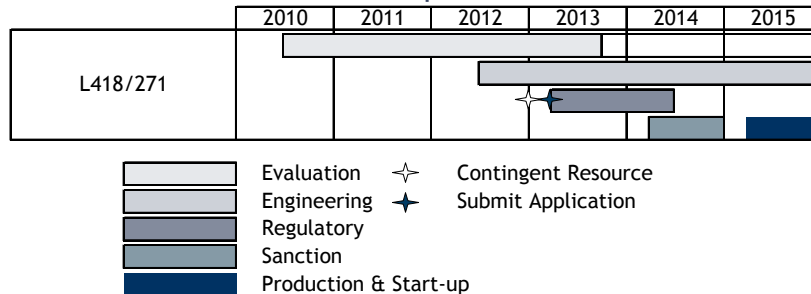 2010 2011 2012 2013 2014 2015
L418/271
Evaluation Contingent Resource
Engineering Submit Application
Regulatory
Sanction
Production & Start-up